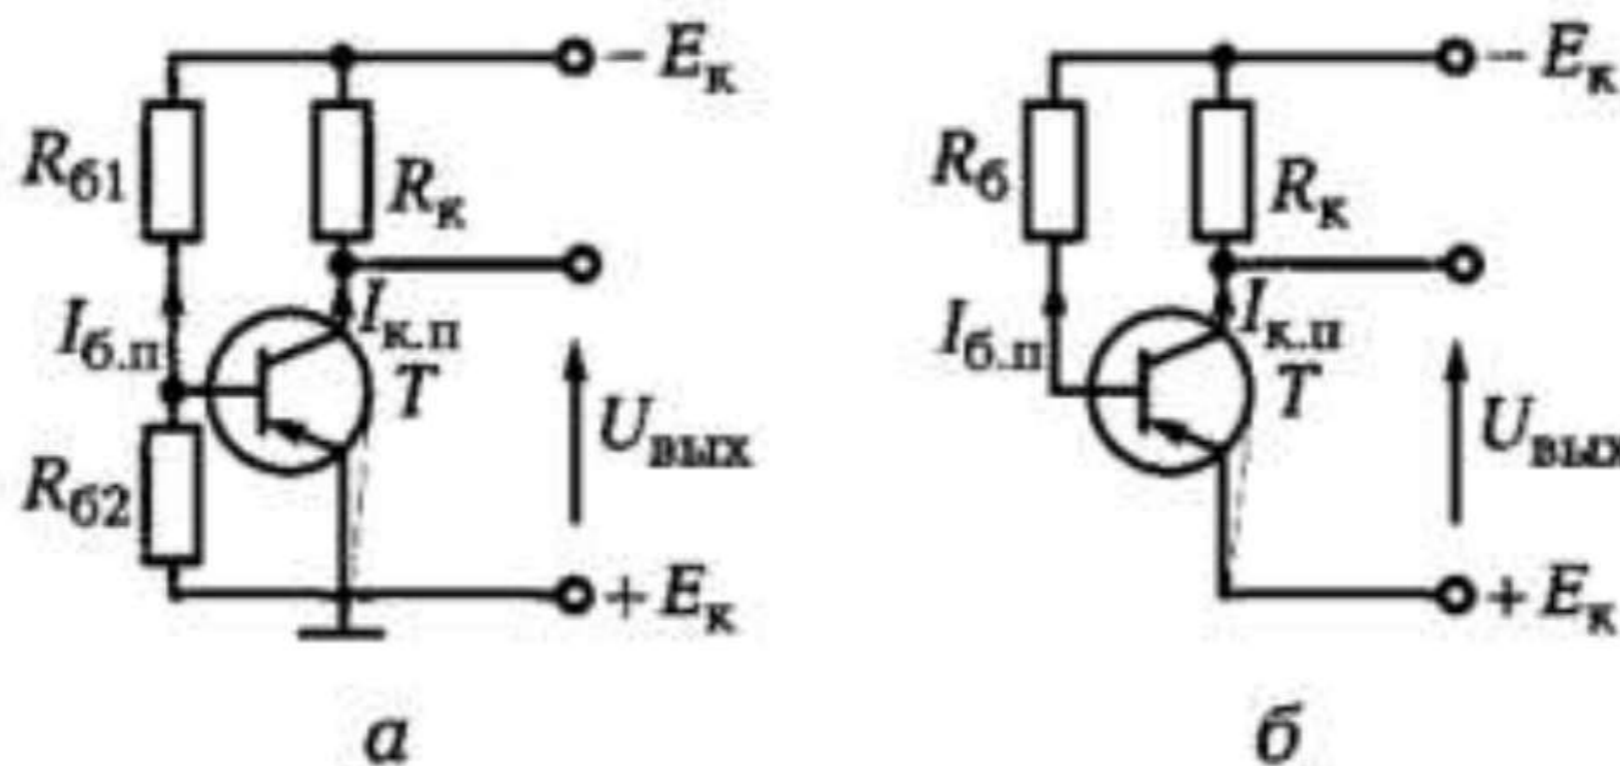 − Eк − Eк
Rб1 Rк Rб Rк
Iб.п Iк.п Iб.п Iк.п
T T
Uвых Uвых
Rб2
+ Eк + Eк
а б